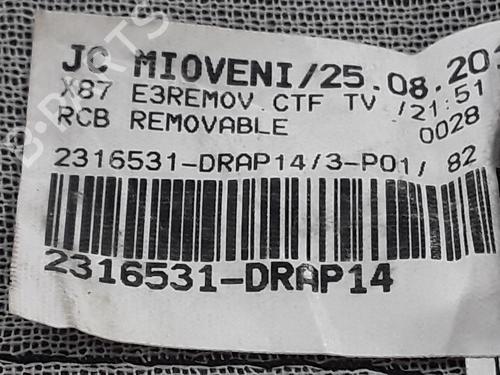 JC MIOVENI/25.08.20
X87 E3REMOV CTF TV /21:51
RCB REMOVABLE 0028
2316531-DRAP14/3-P01/ 82
2316531-DRAP14
B-PARTS